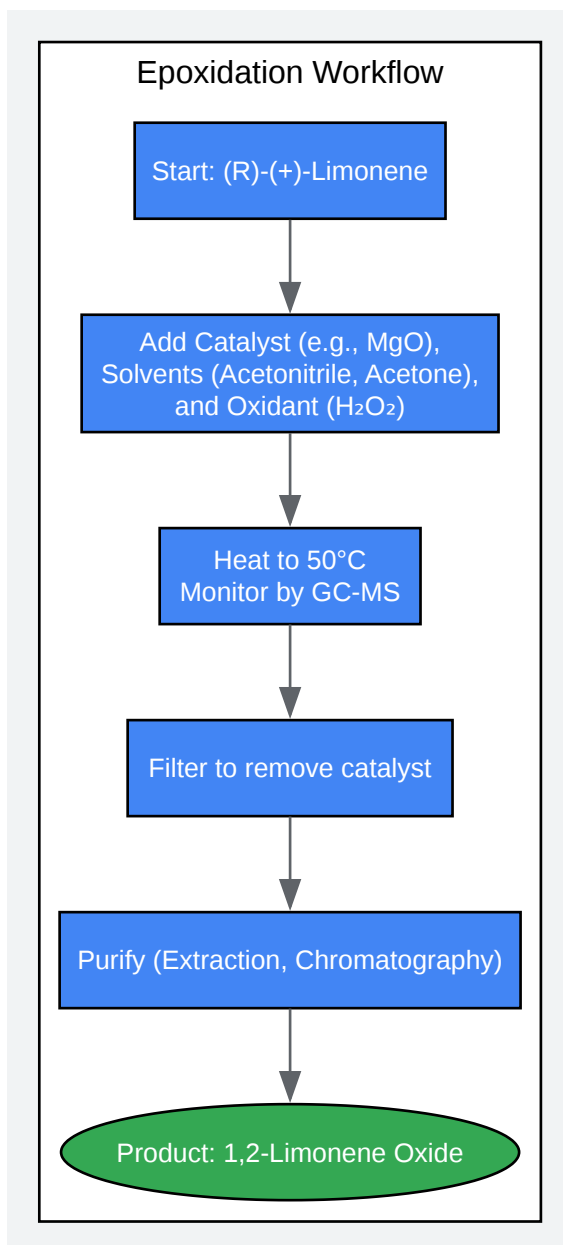 Epoxidation Workflow
Start: (R)-(+)-Limonene
Add Catalyst (e.g., MgO),
Solvents (Acetonitrile, Acetone),
and Oxidant (H₂O₂)
Heat to 50°C
Monitor by GC-MS
Filter to remove catalyst
Purify (Extraction, Chromatography)
Product: 1,2-Limonene Oxide